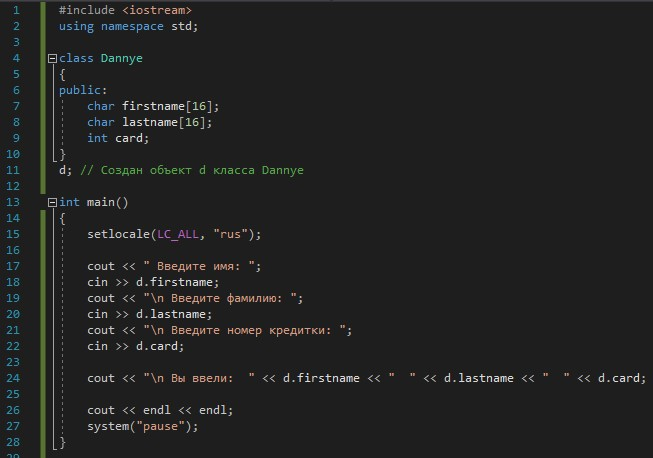 1 #include <iostream>
2 using namespace std;
3
4 class Dannye
5 {
6 public:
7 char firstname[16];
8 char lastname[16];
9 int card;
10 }
11 d; // Создан объект d класса Dannye
12
13 int main()
14 {
15 setlocale(LC_ALL, "rus");
16
17 cout << " Введите имя: ";
18 cin >> d.firstname;
19 cout << "\n Введите фамилию: ";
20 cin >> d.lastname;
21 cout << "\n Введите номер кредитки: ";
22 cin >> d.card;
23
24 cout << "\n Вы ввели:  " << d.firstname << "  " << d.lastname << "  " << d.card;
25
26 cout << endl << endl;
27 system("pause");
28 }
29